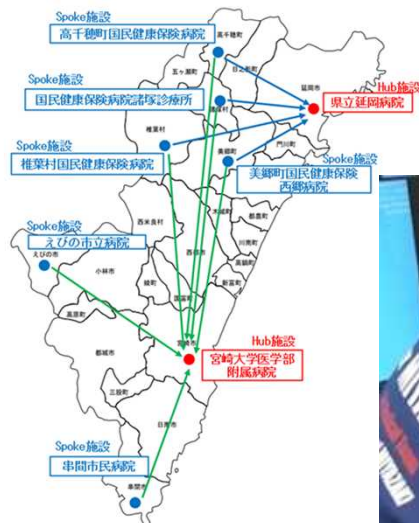 Spoke施設
高千穂町国民健康保険病院
高千穂町
五ヶ瀬町
日之影町
Spoke施設
国民健康保険病院諸塚診療所
延岡市
Hub施設
県立延岡病院
諸塚村
椎葉村
門川町
美郷町
Spoke施設
椎葉村国民健康保険病院
Spoke施設
美郷町国民健康保険
西郷病院
西米良村
木城町
都農町
川南町
高鍋町
新富町
西都市
Spoke施設
えびの市立病院
えびの市
小林市
綾町
国富町
高原町
宮崎市
Hub施設
宮崎大学医学部
附属病院
都城市
三股町
日南市
Spoke施設
串間市民病院
串間市